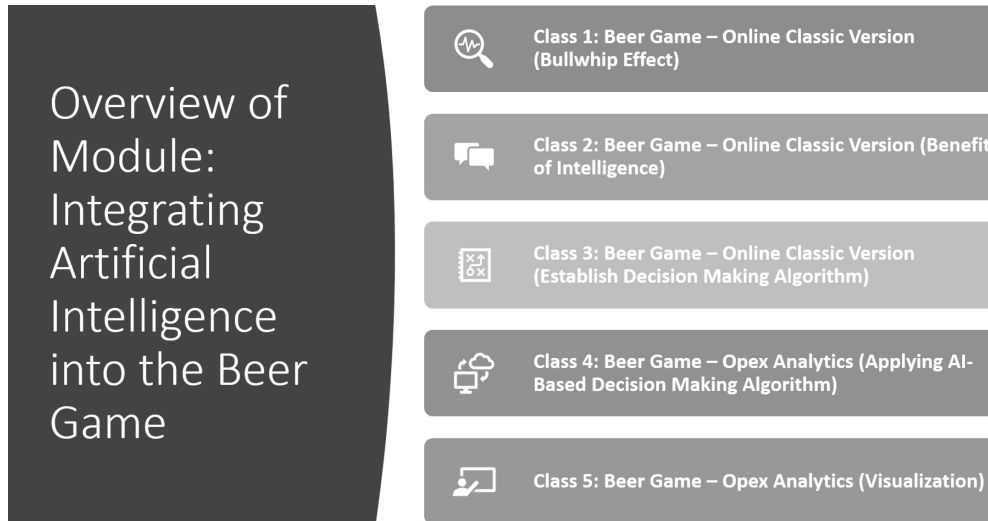 Overview of
Module:
Integrating
Artificial
Intelligence
into the Beer
Game
Class 1: Beer Game – Online Classic Version
(Bullwhip Effect)
Class 2: Beer Game – Online Classic Version (Benefit
of Intelligence)
Class 3: Beer Game – Online Classic Version
(Establish Decision Making Algorithm)
Class 4: Beer Game – Opex Analytics (Applying AI-
Based Decision Making Algorithm)
Class 5: Beer Game – Opex Analytics (Visualization)